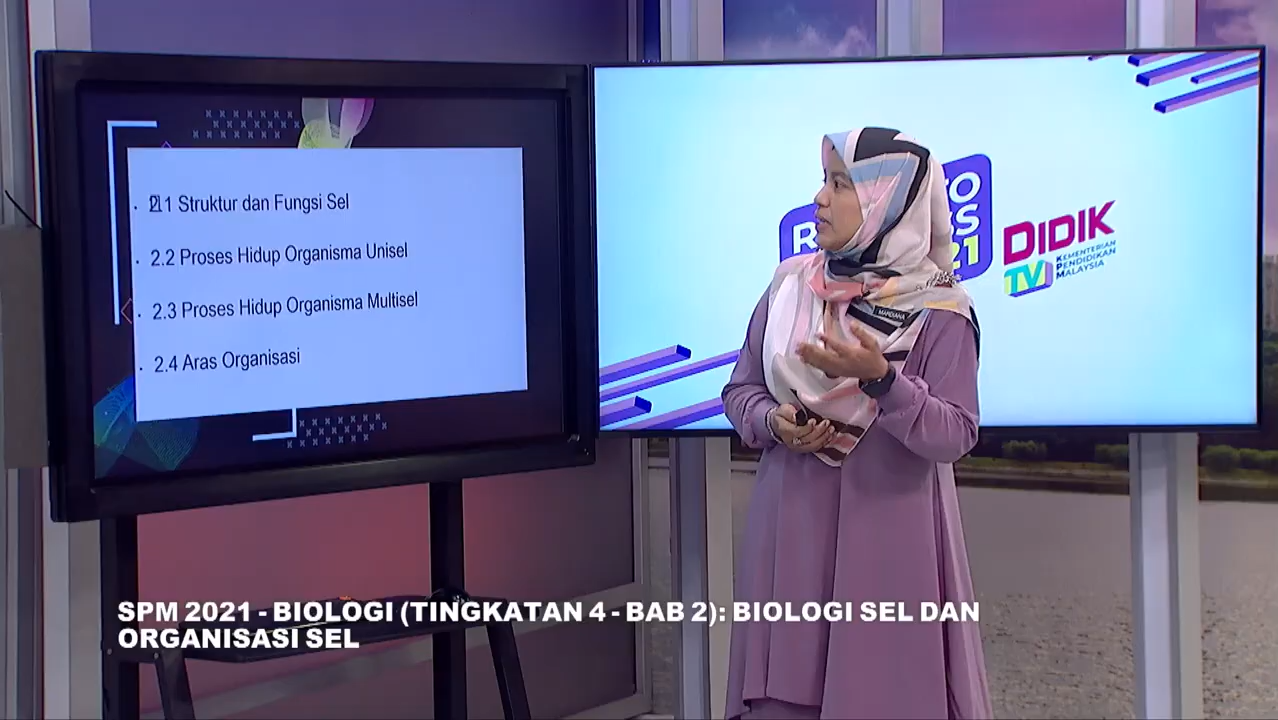 2.1 Struktur dan Fungsi Sel
2.2 Proses Hidup Organisma Unisel
2.3 Proses Hidup Organisma Multisel
2.4 Aras Organisasi
DIDIK
TV
KEMENTERIAN
PENDIDIKAN
MALAYSIA
MARDIANA
SPM 2021 - BIOLOGI (TINGKATAN 4 - BAB 2): BIOLOGI SEL DAN
ORGANISASI SEL